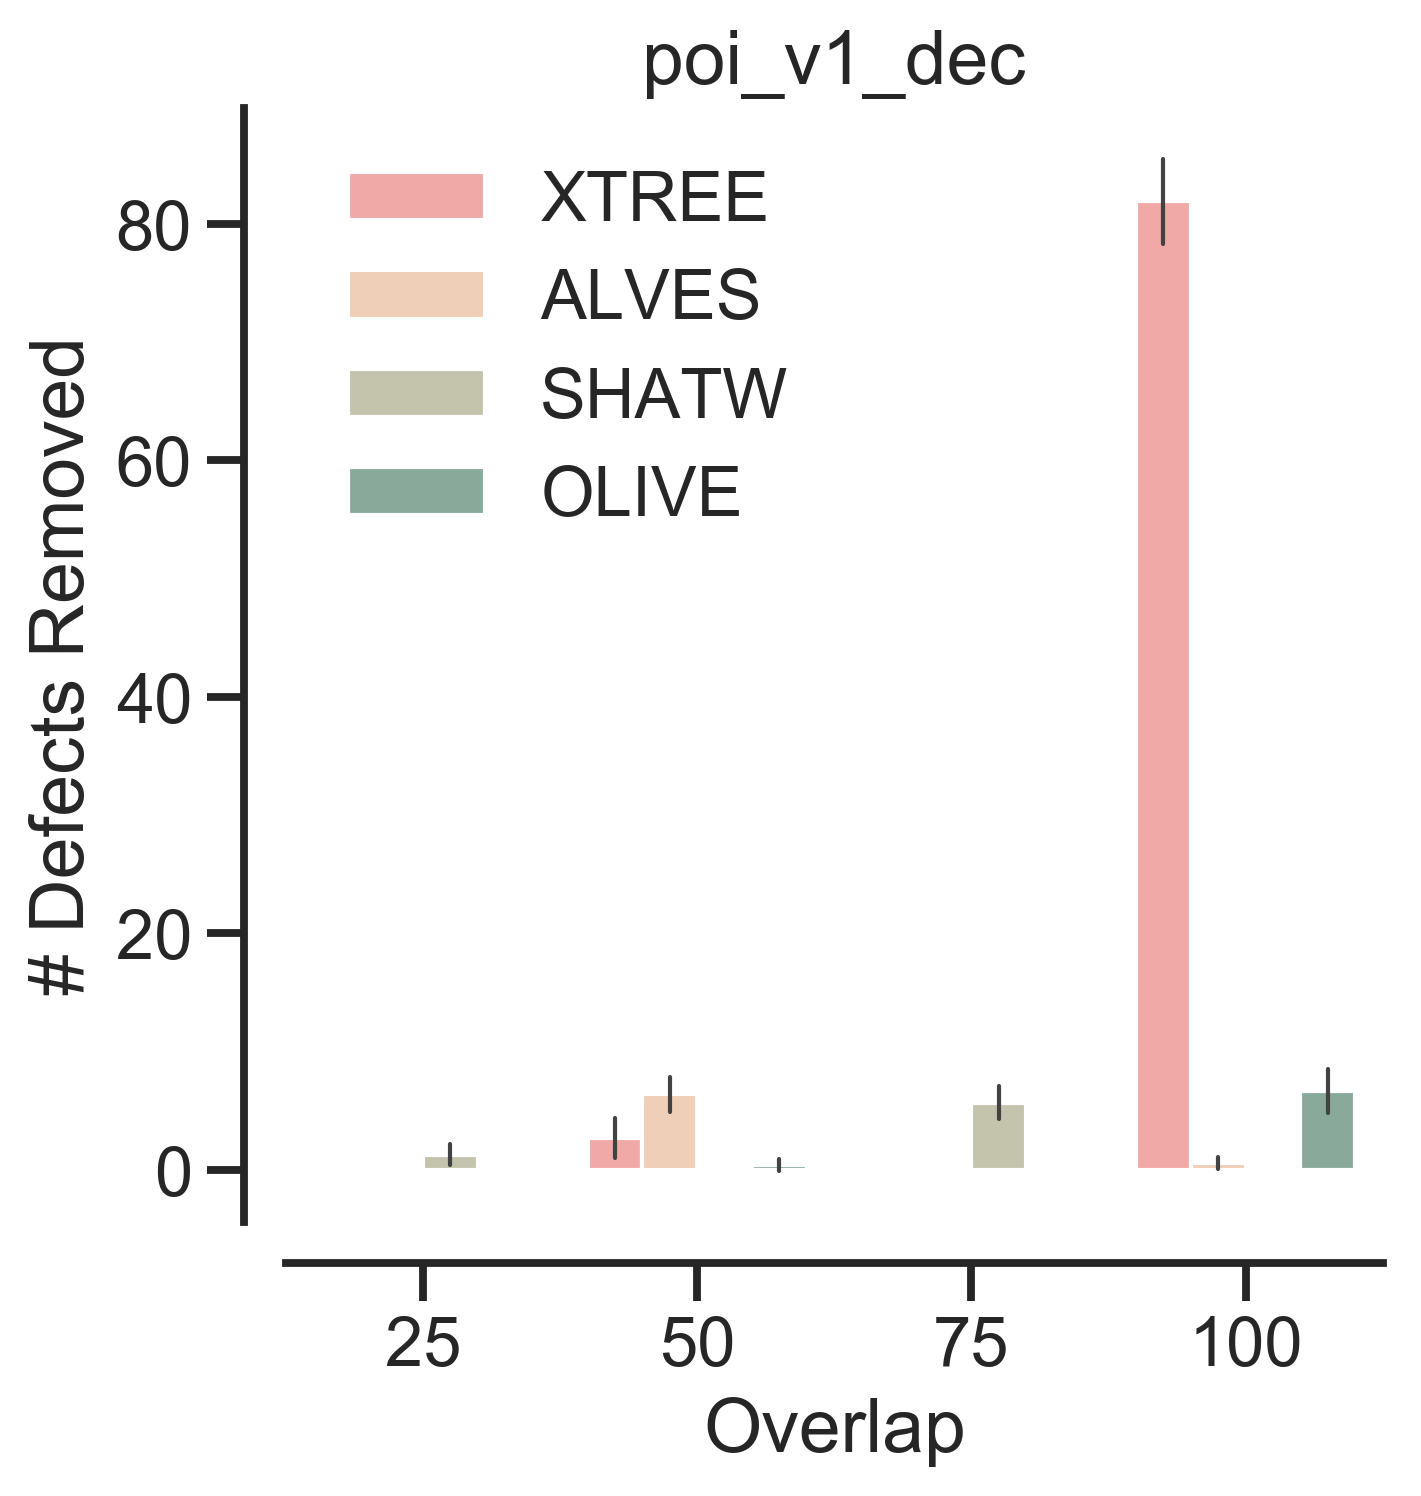 poi_v1_dec
XTREE
ALVES
SHATW
OLIVE
# Defects Removed
80
60
40
20
0
25 50 75 100
Overlap